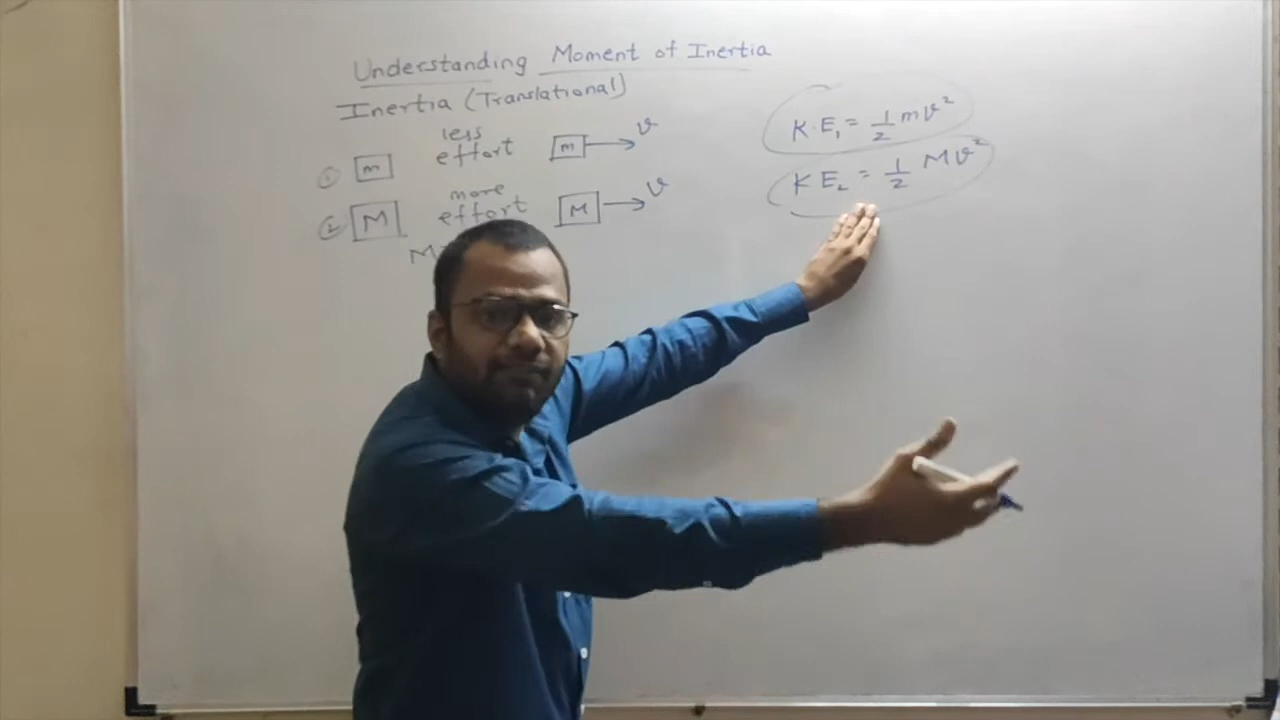 Understanding Moment of Inertia
Inertia (Translational)
① m less effort m → v
② M more effort M → v
M
K.E₁ = 1/2 mv²
KE₂ = 1/2 Mv²